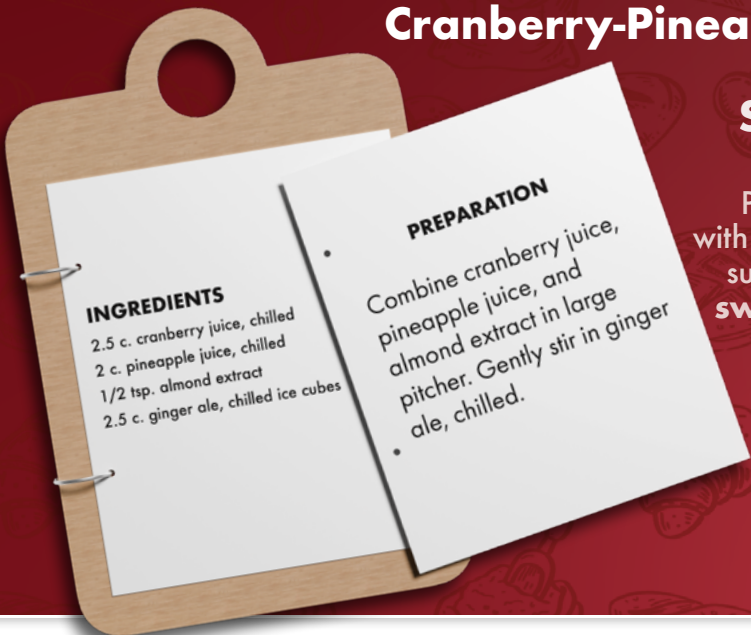 Cranberry-Pinea
S
P
with
su
sw
INGREDIENTS
2.5 c. cranberry juice, chilled
2 c. pineapple juice, chilled
1/2 tsp. almond extract
2.5 c. ginger ale, chilled ice cubes
PREPARATION
Combine cranberry juice,
pineapple juice, and
almond extract in large
pitcher. Gently stir in ginger
ale, chilled.